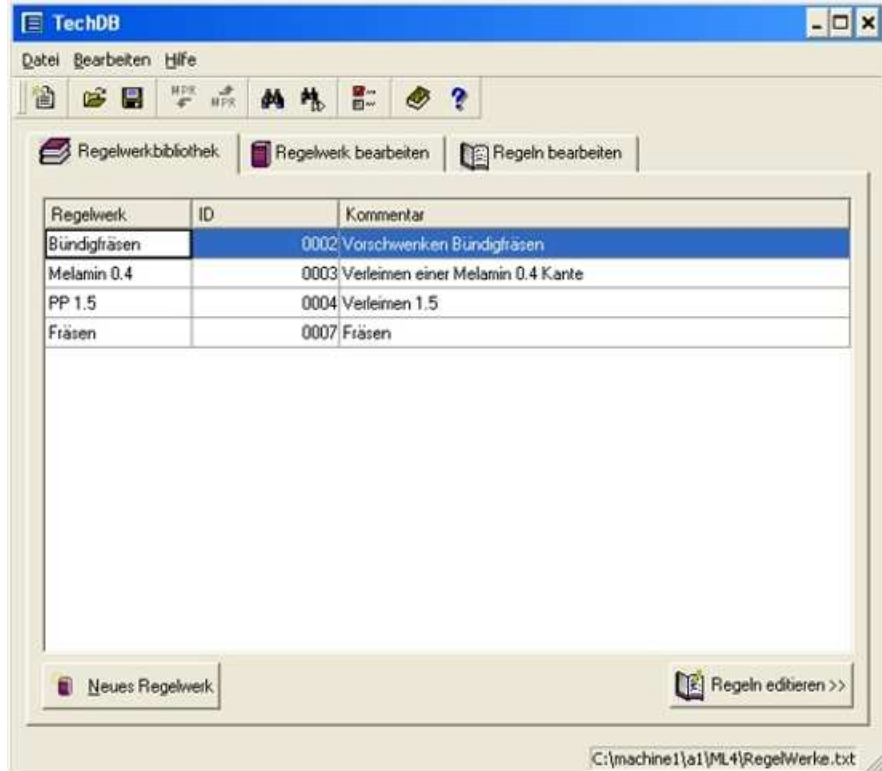 TechDB
Datei Bearbeiten Hilfe
MPR MPR
Regelwerkbibliothek Regelwerk bearbeiten Regeln bearbeiten
Regelwerk ID Kommentar
Bündigfräsen 0002 Vorschwenken Bündigfräsen
Melamin 0.4 0003 Verleimen einer Melamin 0.4 Kante
PP 1.5 0004 Verleimen 1.5
Fräsen 0007 Fräsen
Neues Regelwerk Regeln editieren >>
C:\machine1\a1\ML4\RegelWerke.txt